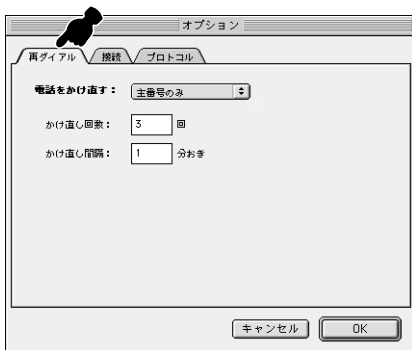 オプション
再ダイアル 接続 プロトコル
電話をかけ直す： 主番号のみ
かけ直し回数： 3 回
かけ直し間隔： 1 分おき
キャンセル OK